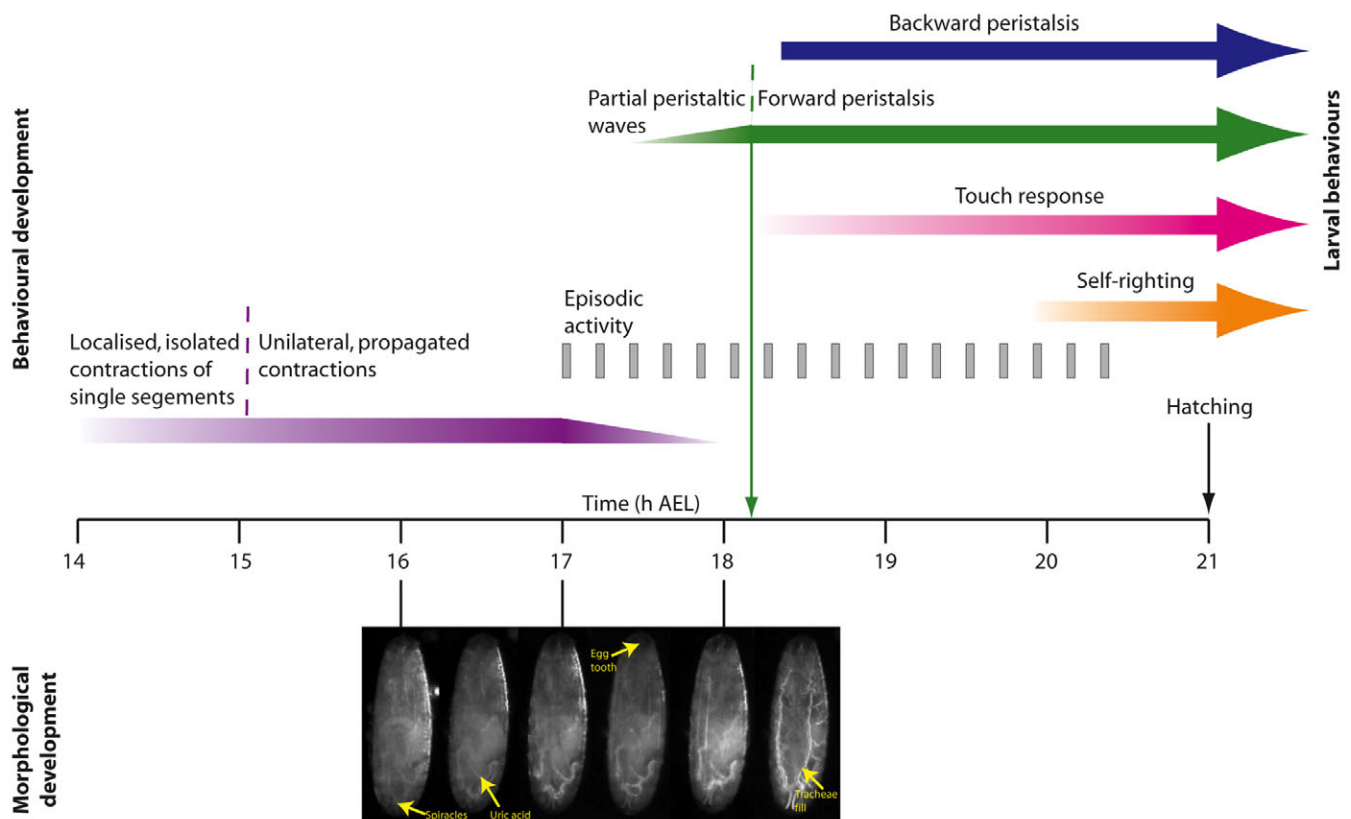 Backward peristalsis
Partial peristaltic
waves
Forward peristalsis
Touch response
Self-righting
Episodic
activity
Localised, isolated
contractions of
single segements
Unilateral, propagated
contractions
Hatching
Time (h AEL)
14 15 16 17 18 19 20 21
Behavioural development
Larval behaviours
Morphological
development
Egg
tooth
Spiracles
Uric acid
Tracheae
fill